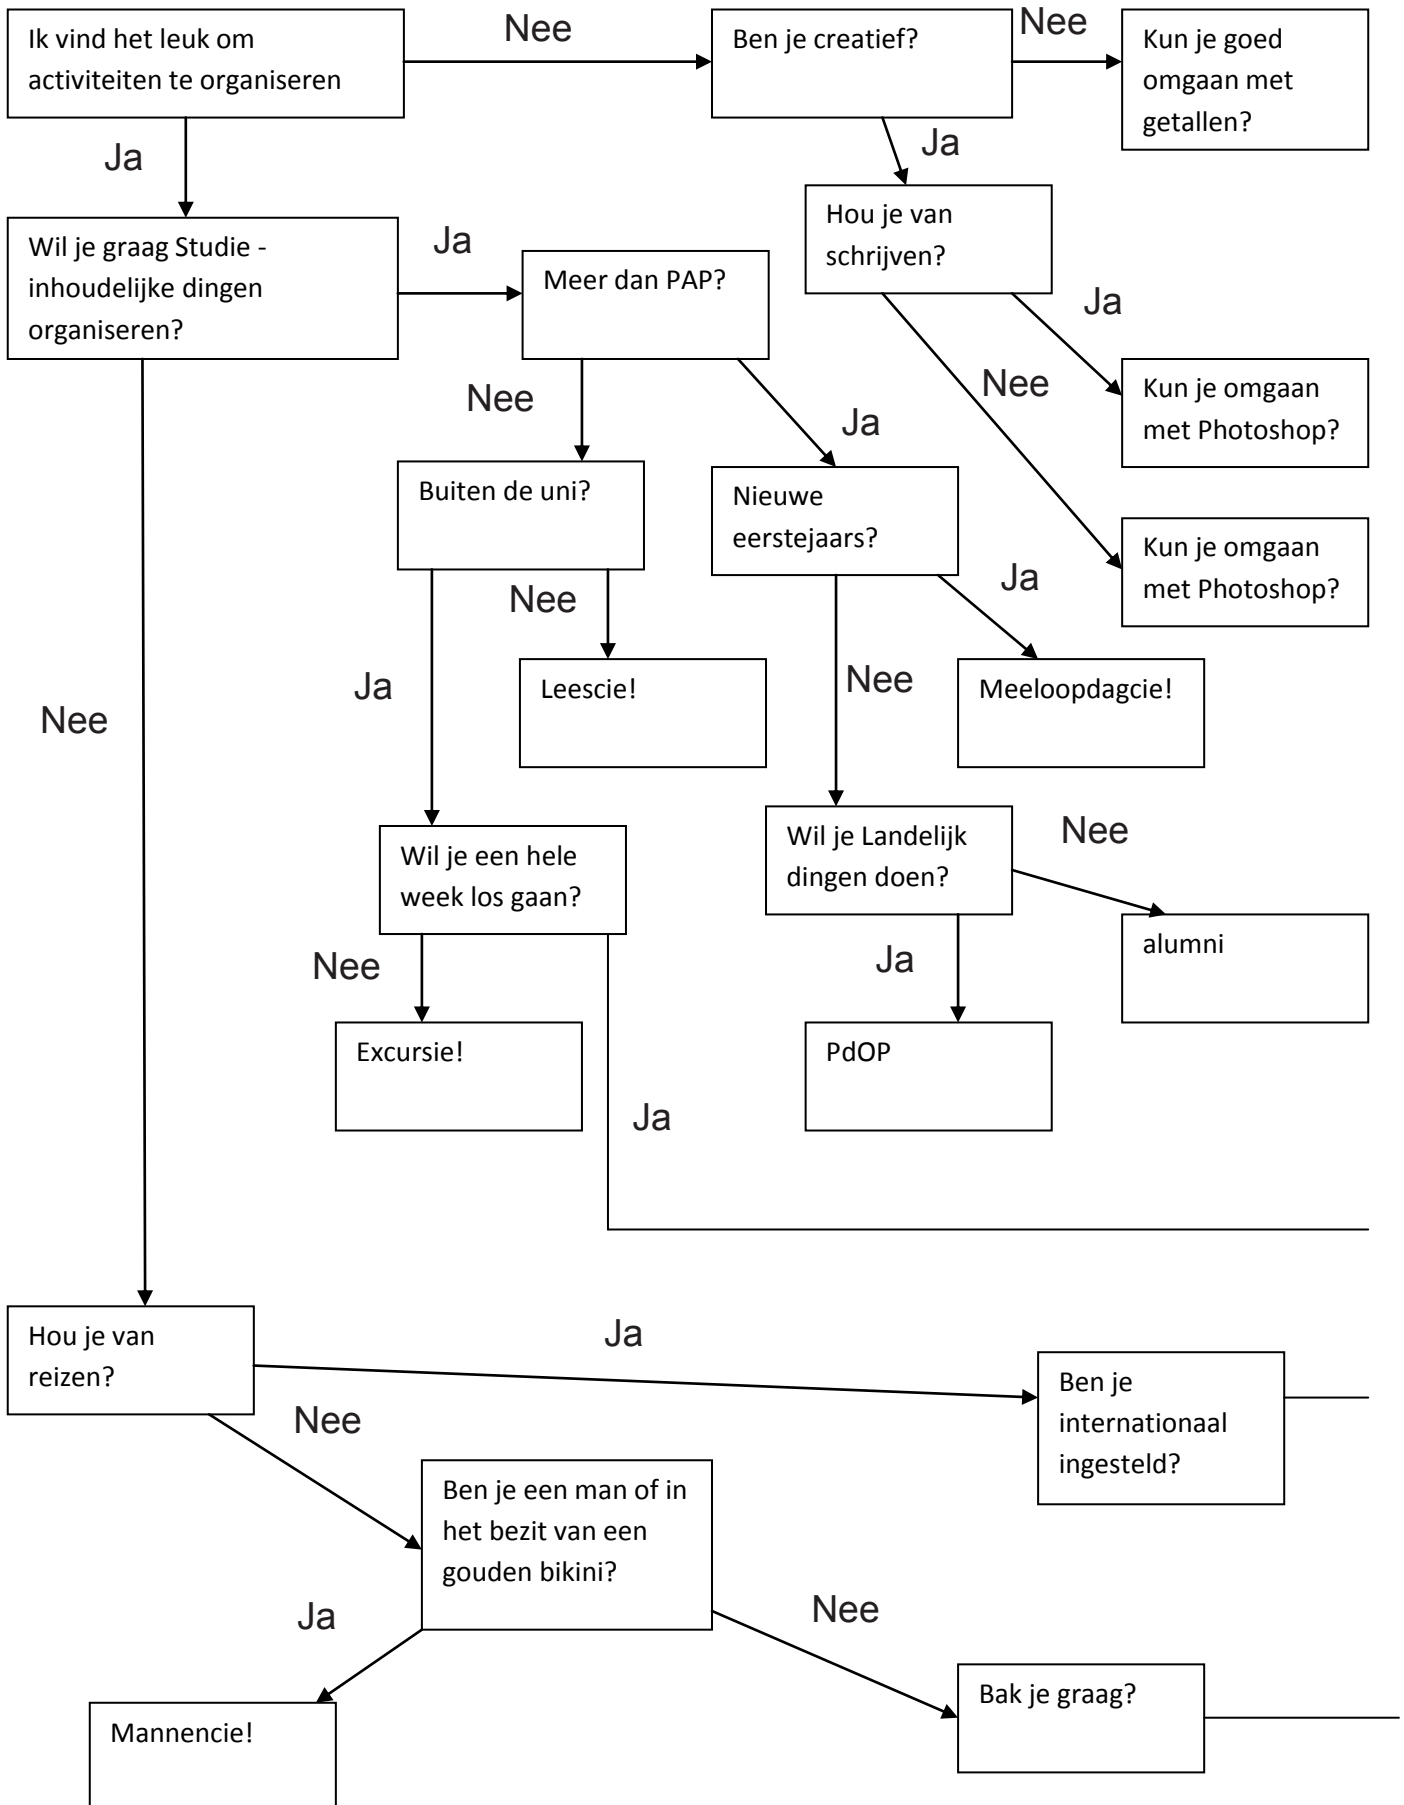 Ik vind het leuk om
activiteiten te organiseren
Nee
Ben je creatief?
Nee
Kun je goed
omgaan met
getallen?
Ja
Ja
Hou je van
schrijven?
Wil je graag Studie -
inhoudelijke dingen
organiseren?
Ja
Meer dan PAP?
Ja
Nee
Kun je omgaan
met Photoshop?
Nee
Ja
Buiten de uni?
Nieuwe
eerstejaars?
Kun je omgaan
met Photoshop?
Nee
Ja
Ja
Leescie!
Nee
Meeloopdagcie!
Nee
Wil je een hele
week los gaan?
Wil je Landelijk
dingen doen?
Nee
alumni
Nee
Ja
Excursie!
PdOP
Ja
Hou je van
reizen?
Ja
Ben je
internationaal
ingesteld?
Nee
Ben je een man of in
het bezit van een
gouden bikini?
Ja
Nee
Bak je graag?
Mannencie!